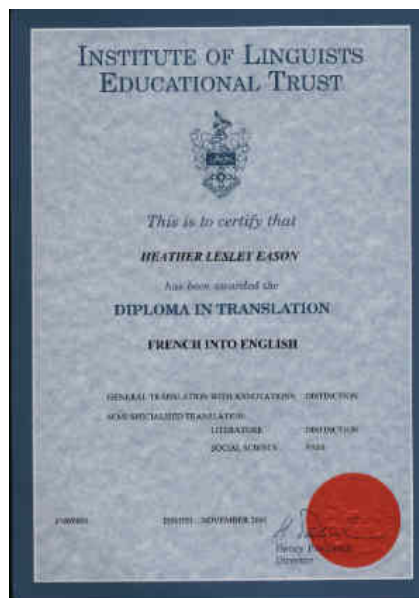 INSTITUTE OF LINGUISTS
EDUCATIONAL TRUST
This is to certify that
HEATHER LESLEY EASON
has been awarded the
DIPLOMA IN TRANSLATION
FRENCH INTO ENGLISH
GENERAL TRANSLATION WITH ANNOTATIONS DISTINCTION
SEMI-SPECIALISED TRANSLATION:
LITERATURE DISTINCTION
SOCIAL SCIENCE PASS
NOVEMBER
Henry
Director